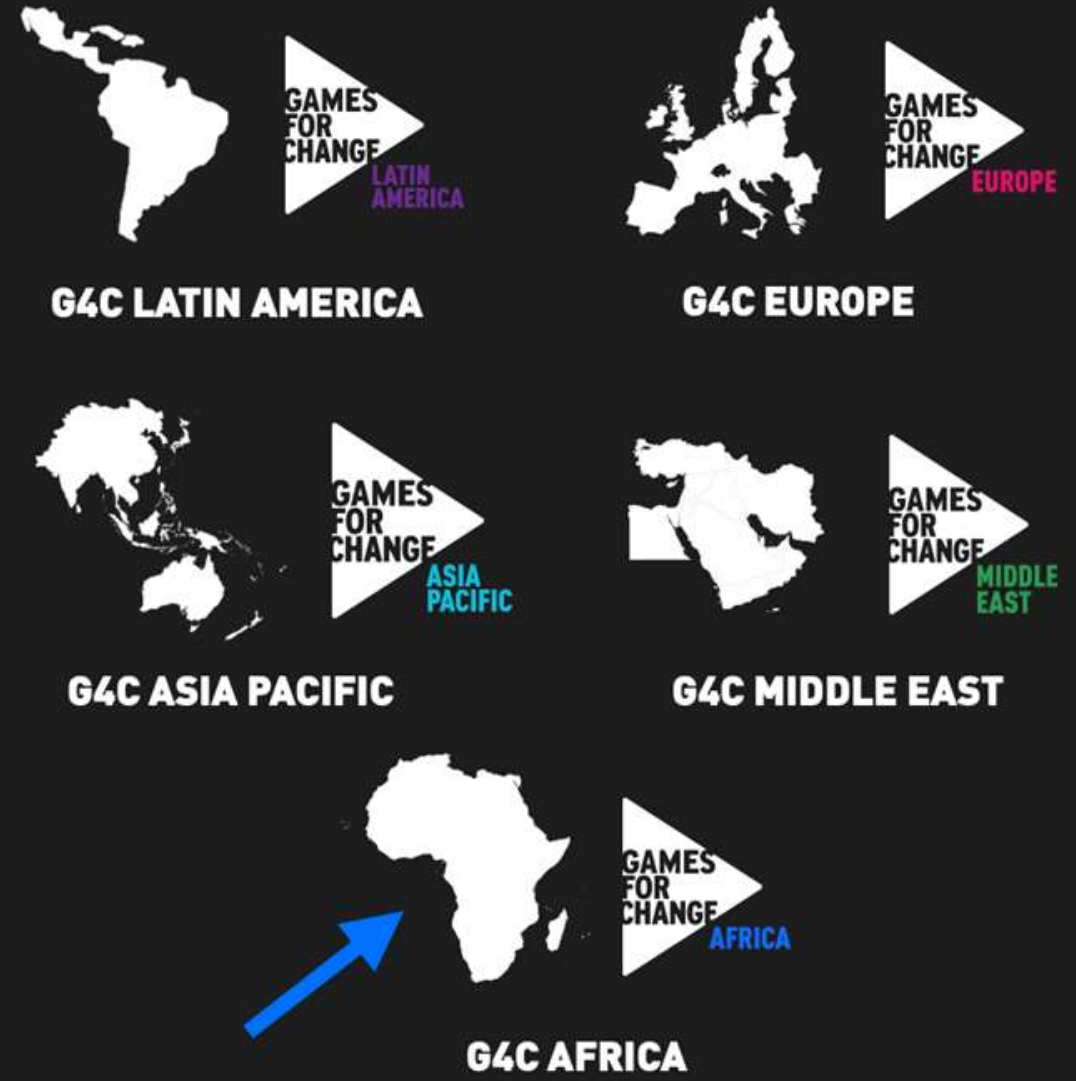 GAMES
FOR
CHANGE
LATIN
AMERICA
G4C LATIN AMERICA
GAMES
FOR
CHANGE
EUROPE
G4C EUROPE
GAMES
FOR
CHANGE
ASIA
PACIFIC
G4C ASIA PACIFIC
GAMES
FOR
CHANGE
MIDDLE
EAST
G4C MIDDLE EAST
GAMES
FOR
CHANGE
AFRICA
G4C AFRICA